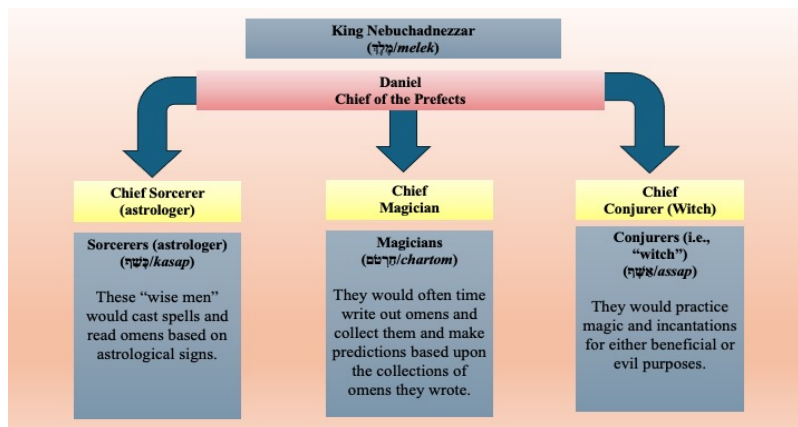 King Nebuchadnezzar
(מֶלֶךְ/melek)
Daniel
Chief of the Prefects
Chief Sorcerer
(astrologer)
Chief
Magician
Chief
Conjurer (Witch)
Sorcerers (astrologer)
(כָּשַׁף/kasap)
These “wise men”
would cast spells and
read omens based on
astrological signs.
Magicians
(חַרְטֹם/chartom)
They would often time
write out omens and
collect them and make
predictions based upon
the collections of
omens they wrote.
Conjurers (i.e.,
“witch”)
(אַשָּׁף/assap)
They would practice
magic and incantations
for either beneficial or
evil purposes.